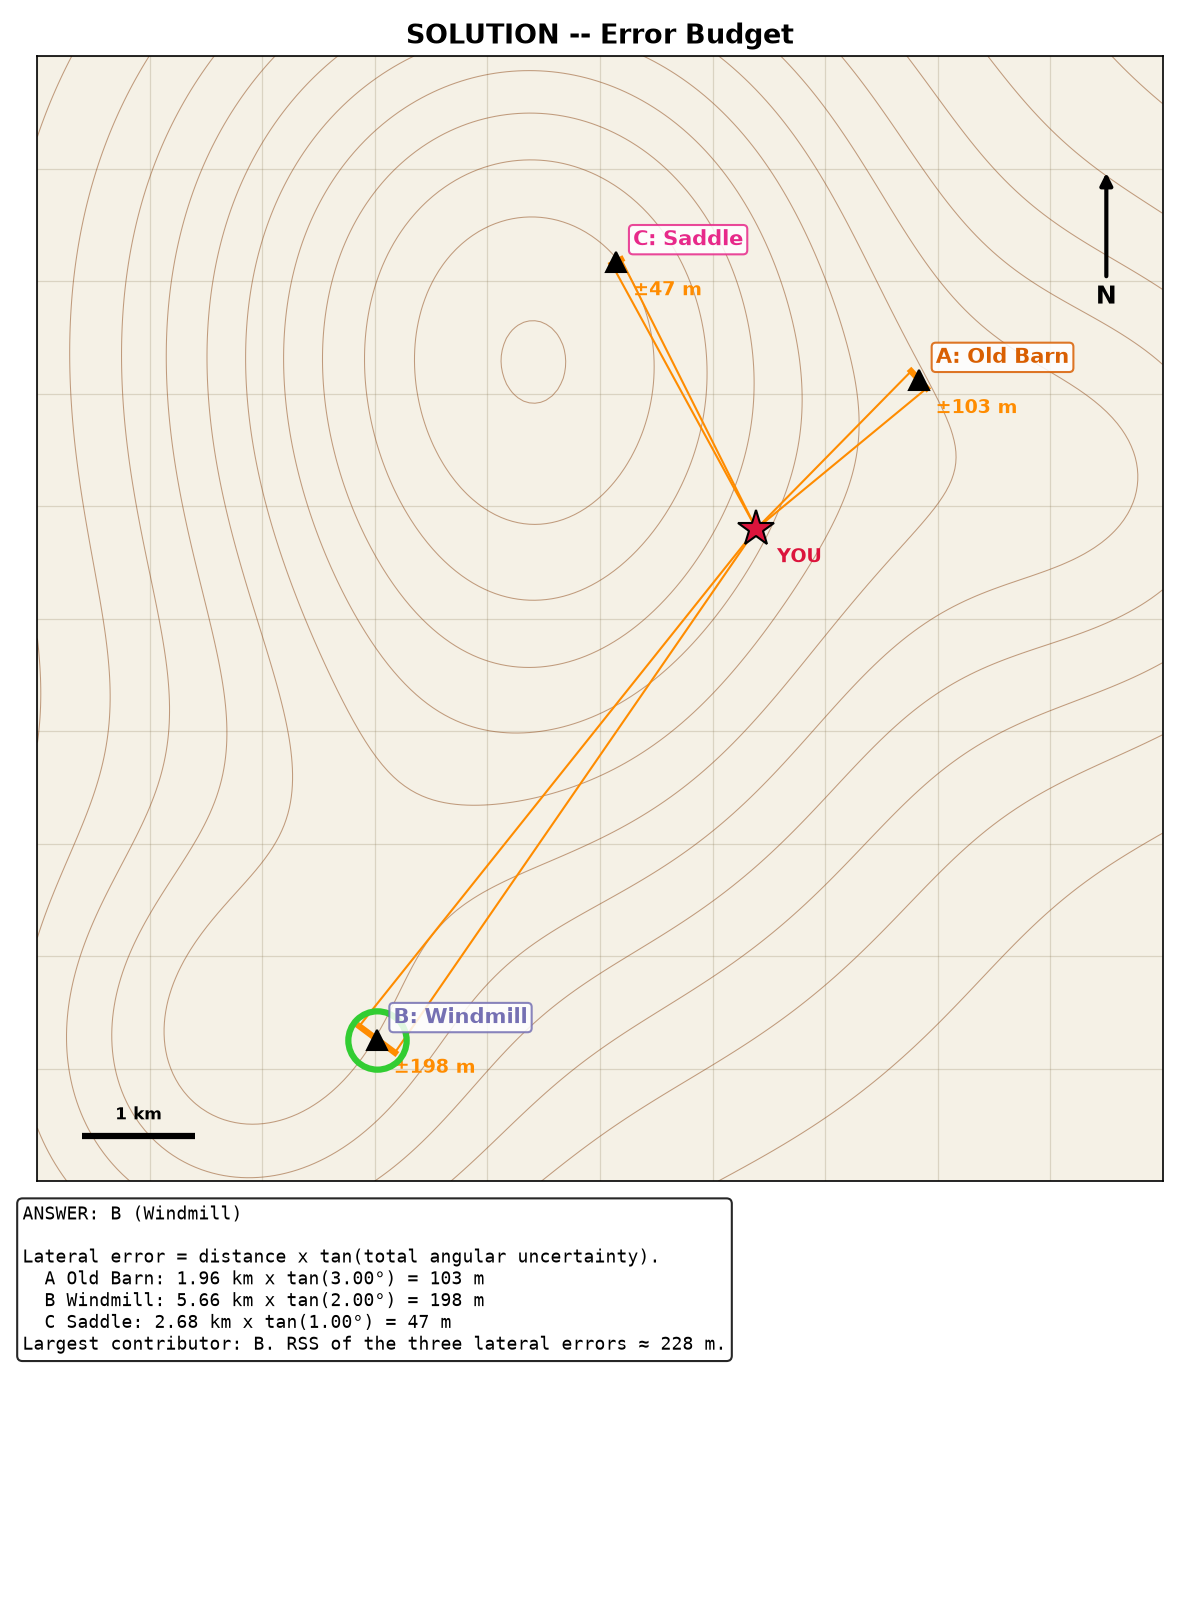 SOLUTION -- Error Budget
C: Saddle
±47 m
N
A: Old Barn
±103 m
YOU
B: Windmill
±198 m
1 km
ANSWER: B (Windmill)
Lateral error = distance x tan(total angular uncertainty).
A Old Barn: 1.96 km x tan(3.00°) = 103 m
B Windmill: 5.66 km x tan(2.00°) = 198 m
C Saddle: 2.68 km x tan(1.00°) = 47 m
Largest contributor: B. RSS of the three lateral errors ≈ 228 m.